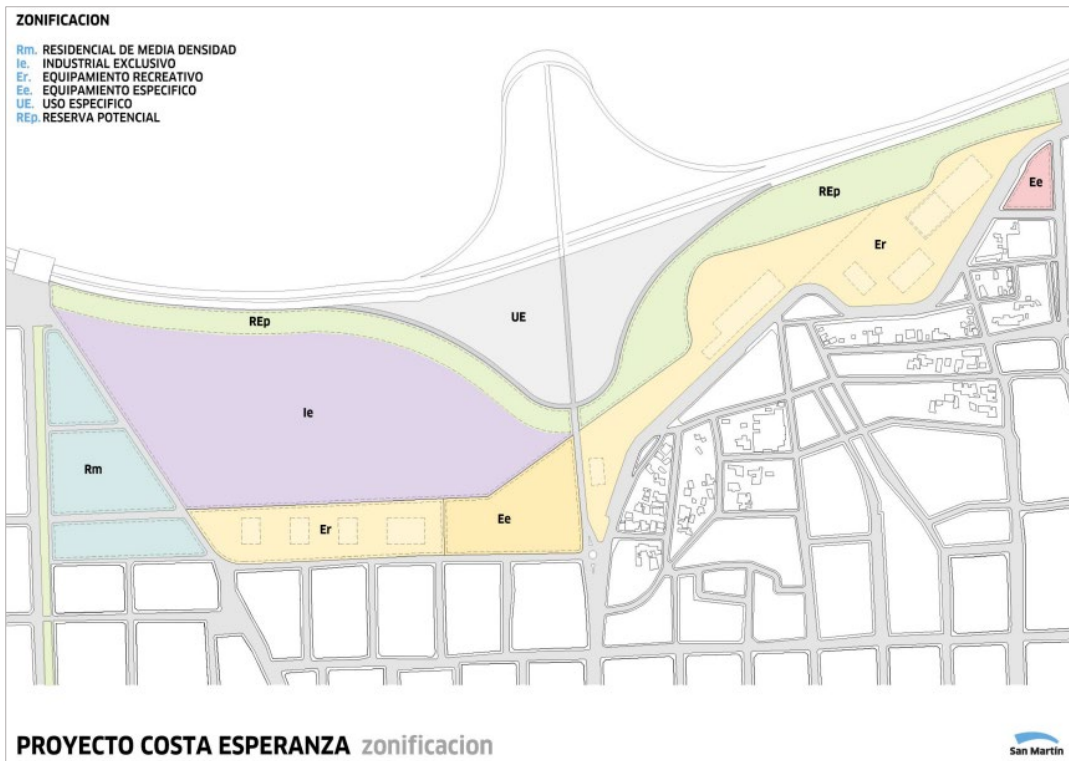 ZONIFICACION
Rm. RESIDENCIAL DE MEDIA DENSIDAD
Ie. INDUSTRIAL EXCLUSIVO
Er. EQUIPAMIENTO RECREATIVO
Ee. EQUIPAMIENTO ESPECIFICO
UE. USO ESPECIFICO
REp. RESERVA POTENCIAL
Ee
REp
Er
UE
REp
Ie
Rm
Ee
Er
PROYECTO COSTA ESPERANZA zonificacion
San Martín